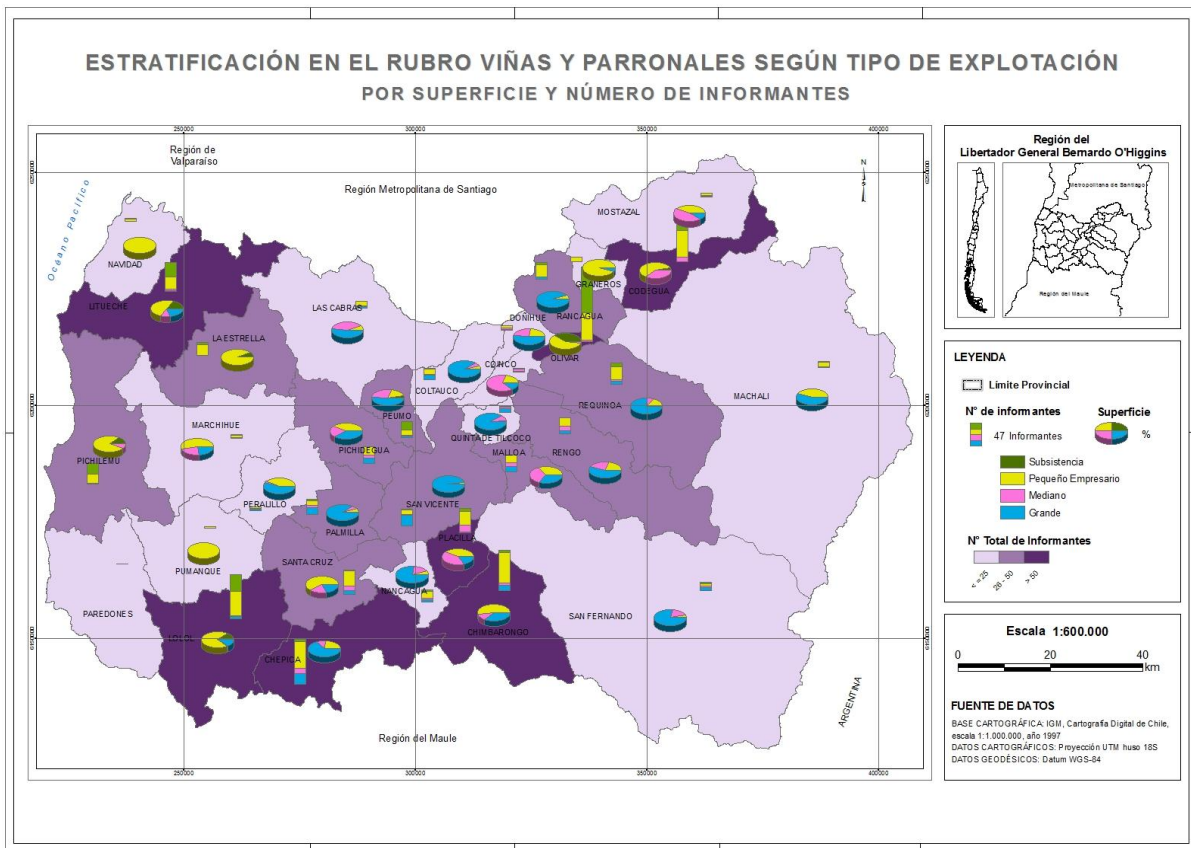 ESTRATIFICACIÓN EN EL RUBRO VIÑAS Y PARRONALES SEGÚN TIPO DE EXPLOTACIÓN
POR SUPERFICIE Y NÚMERO DE INFORMANTES
250000
300000
350000
400000
Región de
Valparaíso
Región Metropolitana de Santiago
Océano Pacífico
N
MOSTAZAL
NAVIDAD
GRANEROS
CODEGUA
LITUECHE
LAS CABRAS
DOÑIHUE
RANCAGUA
LA ESTRELLA
OLIVAR
COINCO
COLTAUCO
MACHALI
REQUINOA
PEUMO
MARCHIHUE
QUINTA DE TILCOCO
PICHIDEGUA
MALLOA
RENGO
PICHILEMU
PERALILLO
SAN VICENTE
PALMILLA
PLACILLA
SANTA CRUZ
PUMANQUE
NANCAGUA
PAREDONES
SAN FERNANDO
CHIMBARONGO
LOLOL
CHEPICA
ARGENTINA
Región del Maule
250000
300000
350000
400000
Región del
Libertador General Bernardo O'Higgins
Metropolitana de Santiago
Región del Maule
LEYENDA
Límite Provincial
N° de informantes
Superficie
47 Informantes
%
Subsistencia
Pequeño Empresario
Mediano
Grande
N° Total de Informantes
< = 25
26 - 50
> 50
Escala 1:600.000
0 20 40
km
FUENTE DE DATOS
BASE CARTOGRÁFICA: IGM, Cartografía Digital de Chile,
escala 1:1.000.000, año 1997
DATOS CARTOGRÁFICOS: Proyección UTM huso 18S
DATOS GEODÉSICOS: Datum WGS-84